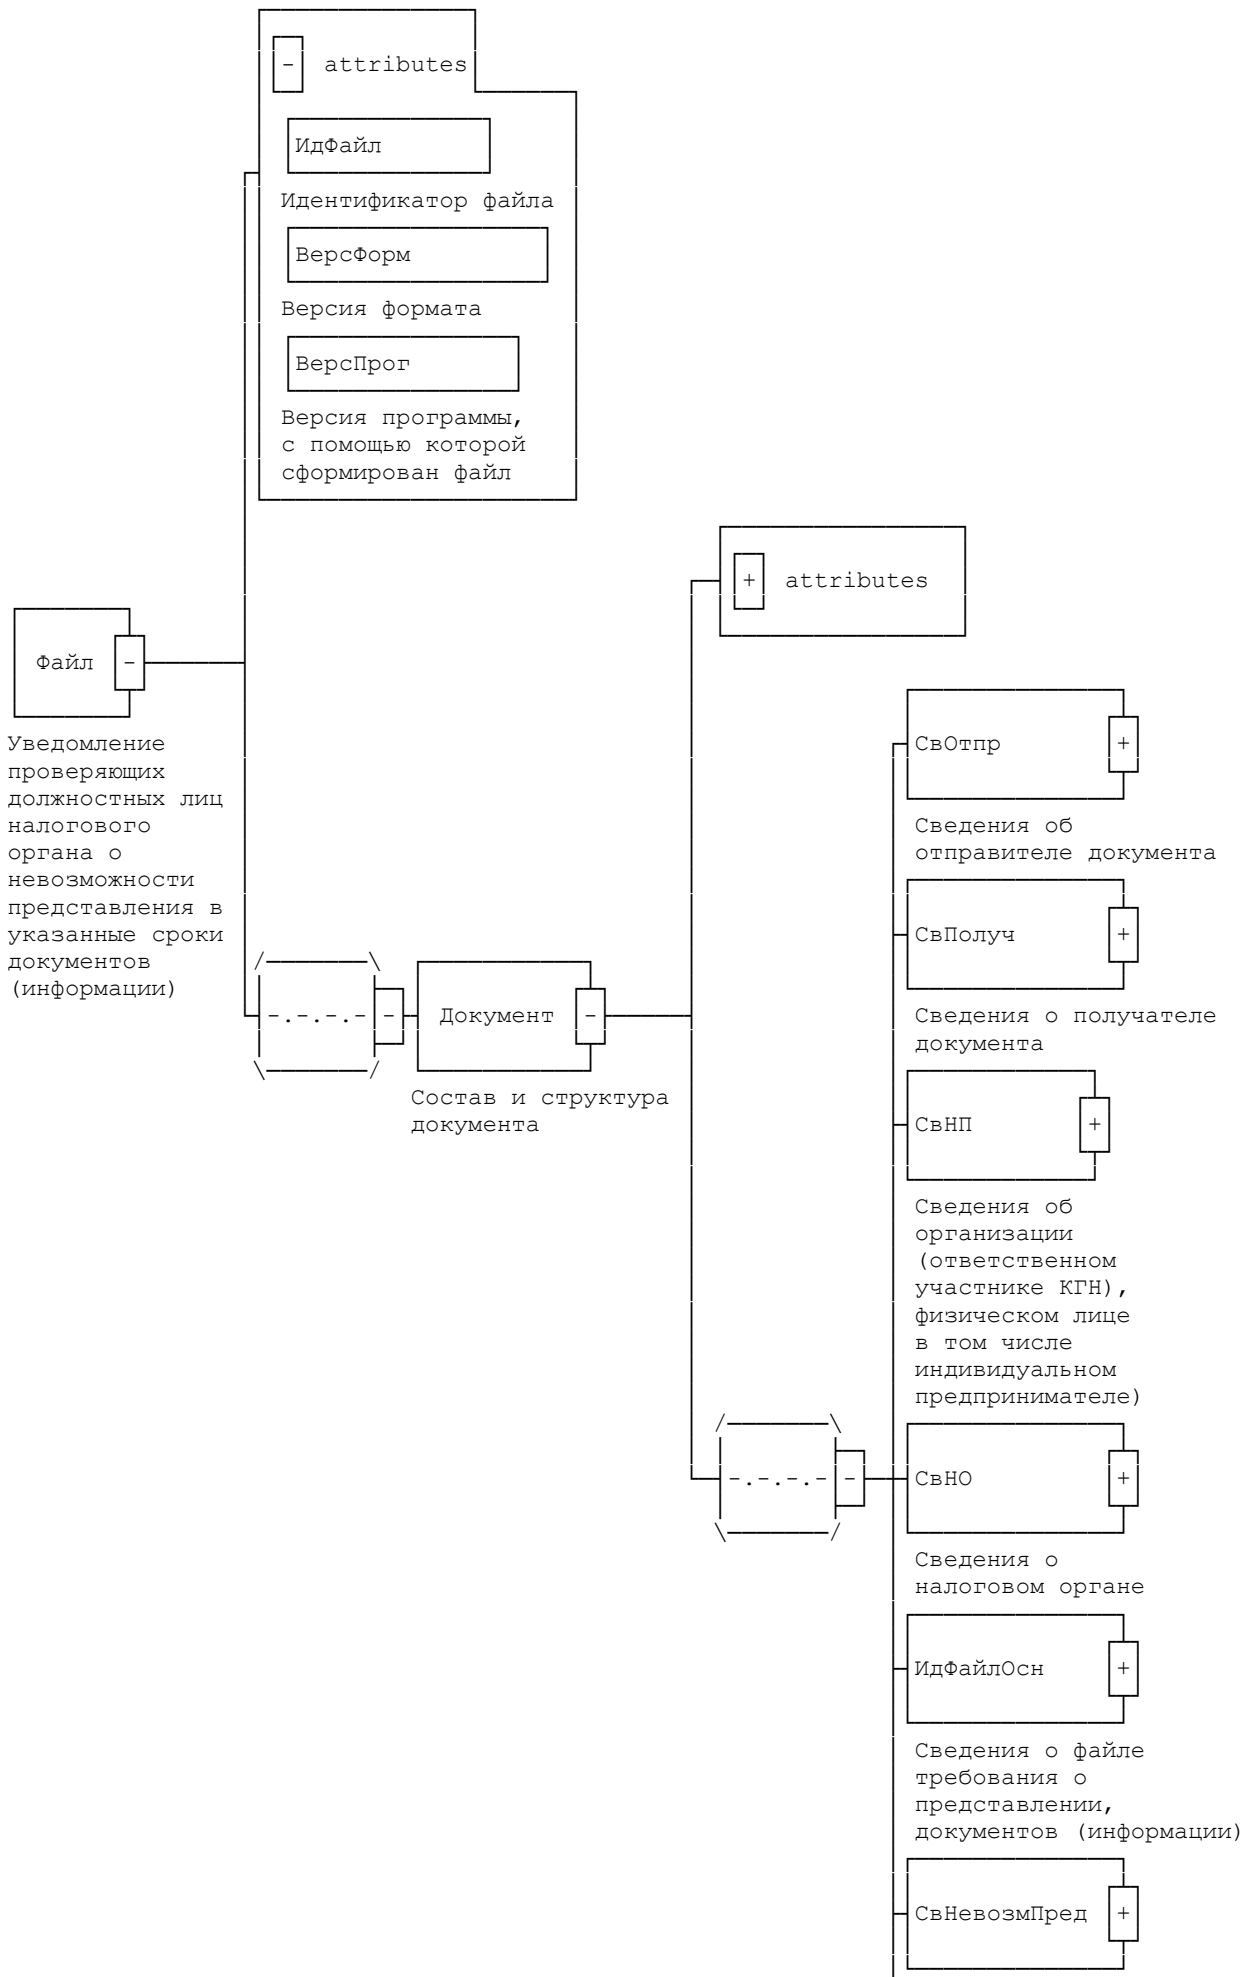 - attributes
ИдФайл
Идентификатор файла
ВерсФорм
Версия формата
ВерсПрог
Версия программы,
с помощью которой
сформирован файл
+ attributes
Файл -
Уведомление
проверяющих
должностных лиц
налогового
органа о
невозможности
представления в
указанные сроки
документов
(информации)
-.-.-.- -
Документ -
Состав и структура
документа
-.-.-.- -
СвОтпр +
Сведения об
отправителе документа
СвПолуч +
Сведения о получателе
документа
СвНП +
Сведения об
организации
(ответственном
участнике КГН),
физическом лице
в том числе
индивидуальном
предпринимателе)
СвНО +
Сведения о
налоговом органе
ИдФайлОсн +
Сведения о файле
требования о
представлении,
документов (информации)
СвНевозмПред +